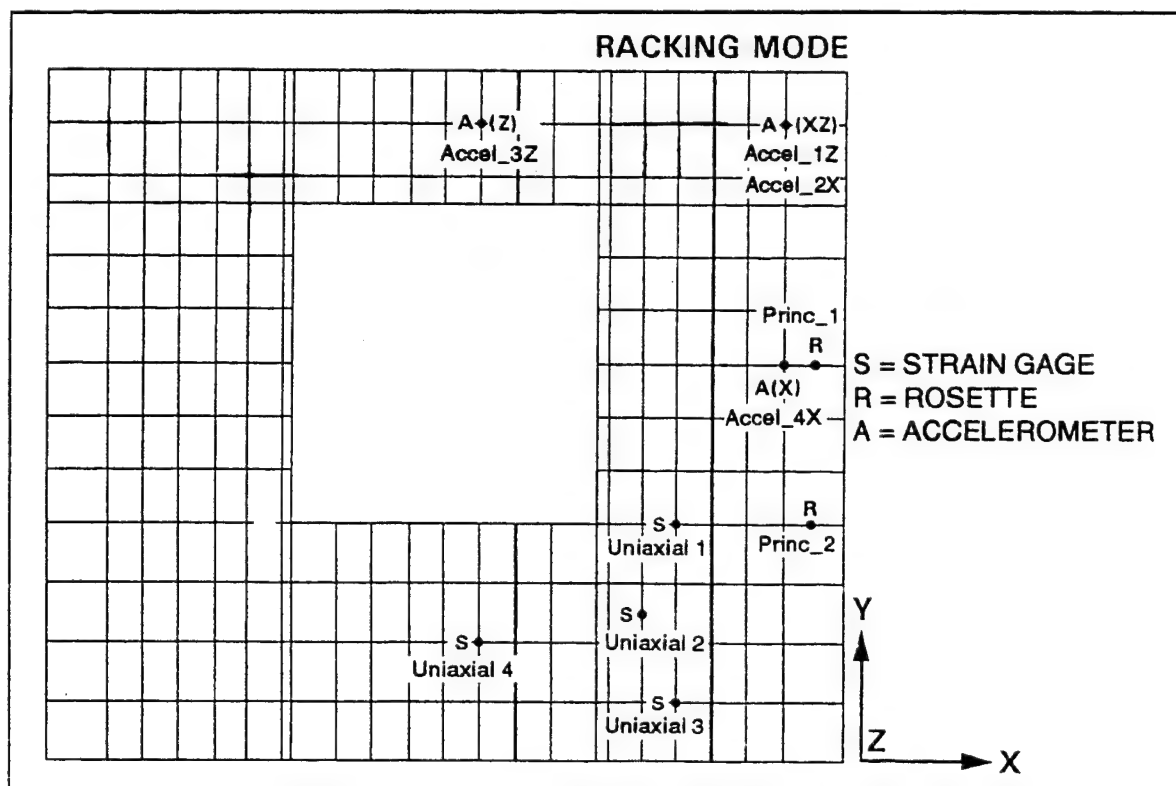 RACKING MODE
A (Z)
Accel_3Z
A (XZ)
Accel_1Z
Accel_2X
Princ_1
R
A(X)
Accel_4X
S = STRAIN GAGE
R = ROSETTE
A = ACCELEROMETER
S
Uniaxial 1
R
Princ_2
S
Uniaxial 2
S
Uniaxial 4
S
Uniaxial 3
Y
Z
X